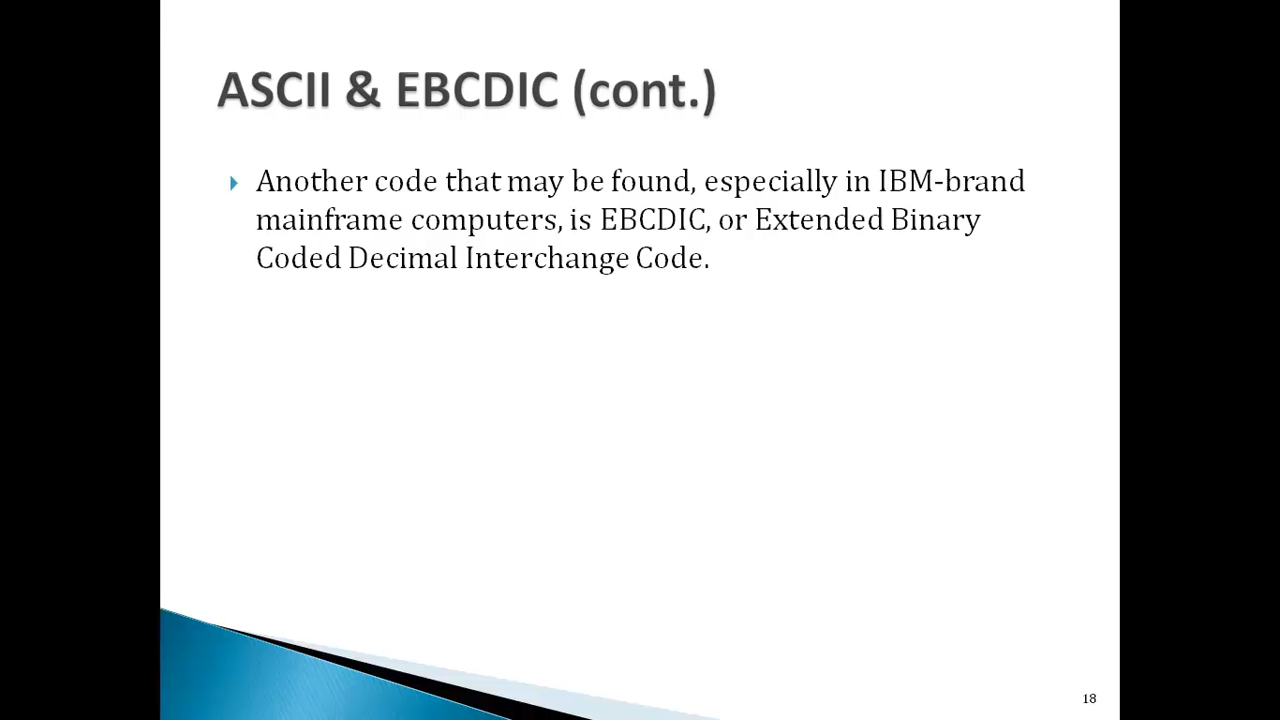 ASCII & EBCDIC (cont.)
Another code that may be found, especially in IBM-brand
mainframe computers, is EBCDIC, or Extended Binary
Coded Decimal Interchange Code.
18